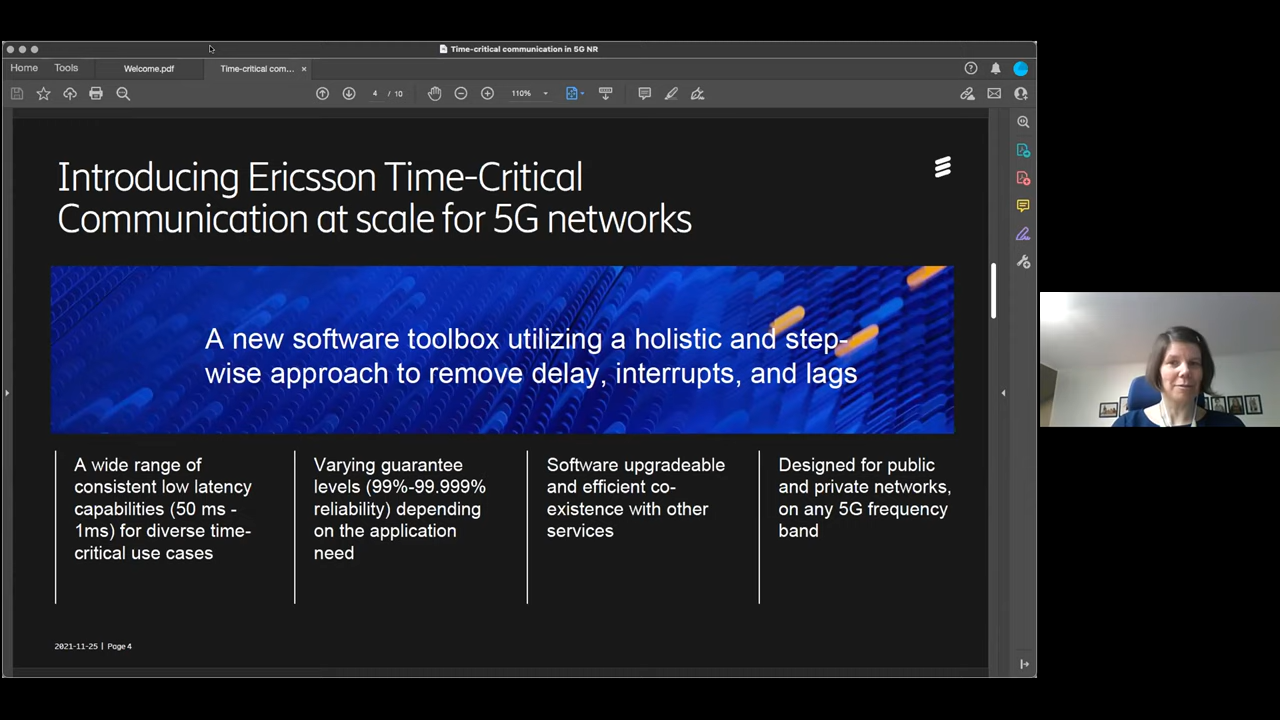 Time-critical communication in 5G NR
Home Tools Welcome.pdf Time-critical com... ×
4 / 10 110%
Introducing Ericsson Time-Critical
Communication at scale for 5G networks
A new software toolbox utilizing a holistic and step-
wise approach to remove delay, interrupts, and lags
A wide range of
consistent low latency
capabilities (50 ms -
1ms) for diverse time-
critical use cases
Varying guarantee
levels (99%-99.999%
reliability) depending
on the application
need
Software upgradeable
and efficient co-
existence with other
services
Designed for public
and private networks,
on any 5G frequency
band
2021-11-25 | Page 4